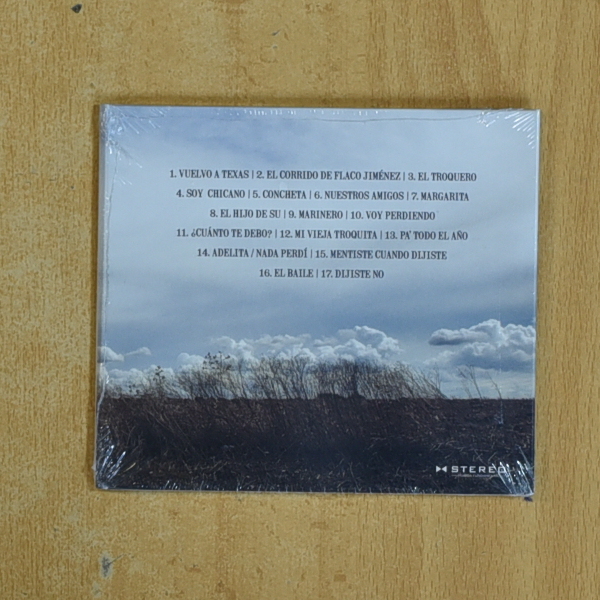 1. VUELVO A TEXAS | 2. EL CORRIDO DE FLACO JIMÉNEZ | 3. EL TROQUERO
4. SOY CHICANO | 5. CONCHETA | 6. NUESTROS AMIGOS | 7. MARGARITA
8. EL HIJO DE SU | 9. MARINERO | 10. VOY PERDIENDO
11. ¿CUÁNTO TE DEBO? | 12. MI VIEJA TROQUITA | 13. PA' TODO EL AÑO
14. ADELITA / NADA PERDÍ | 15. MENTISTE CUANDO DIJISTE
16. EL BAILE | 17. DIJISTE NO
STEREO